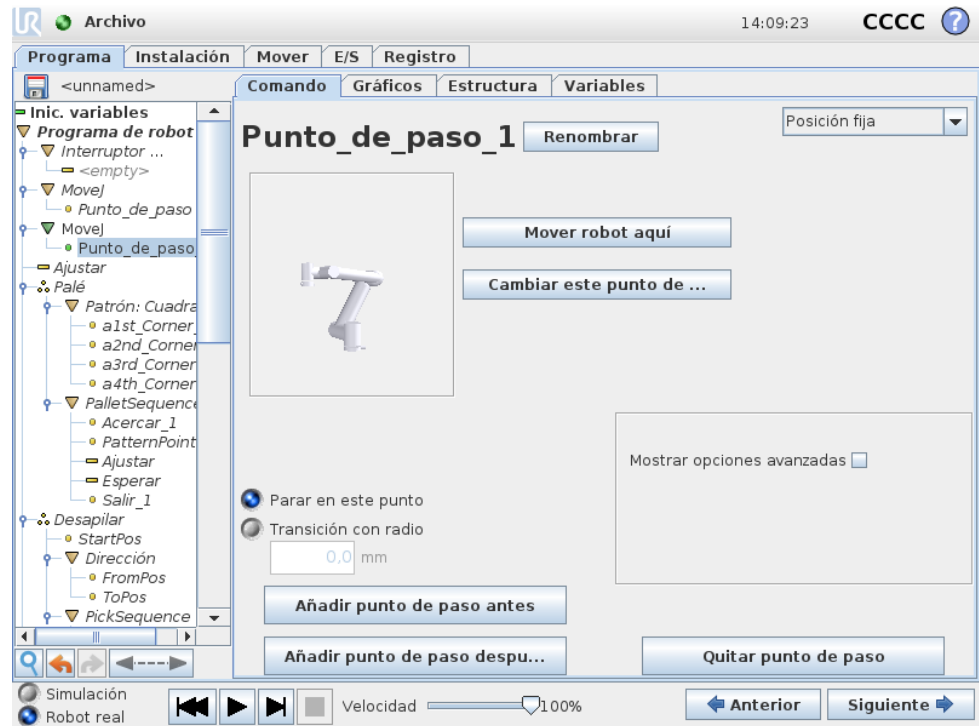 UR Archivo 14:09:23 CCCC ?
Programa Instalación Mover E/S Registro
<unnamed>
Comando Gráficos Estructura Variables
Inic. variables
Programa de robot
Interruptor ...
<empty>
MoveJ
Punto_de_paso
MoveJ
Punto_de_paso_
Ajustar
Palé
Patrón: Cuadra
a1st_Corner_
a2nd_Corner
a3rd_Corner
a4th_Corner
PalletSequence
Acercar_1
PatternPoint
Ajustar
Esperar
Salir_1
Desapilar
StartPos
Dirección
FromPos
ToPos
PickSequence
Punto_de_paso_1 Renombrar
Posición fija
Mover robot aquí
Cambiar este punto de ...
Mostrar opciones avanzadas
Parar en este punto
Transición con radio
0,0 mm
Añadir punto de paso antes
Añadir punto de paso despu...
Quitar punto de paso
Simulación
Robot real
Velocidad 100%
Anterior Siguiente